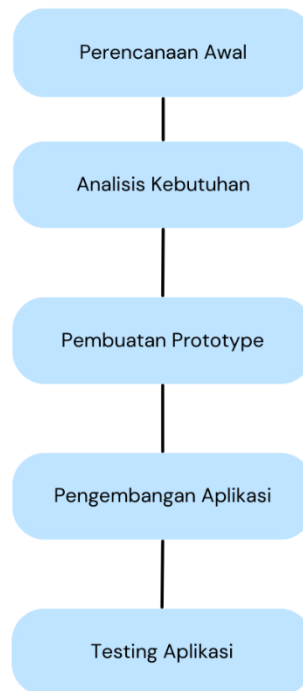 Perencanaan Awal
Analisis Kebutuhan
Pembuatan Prototype
Pengembangan Aplikasi
Testing Aplikasi